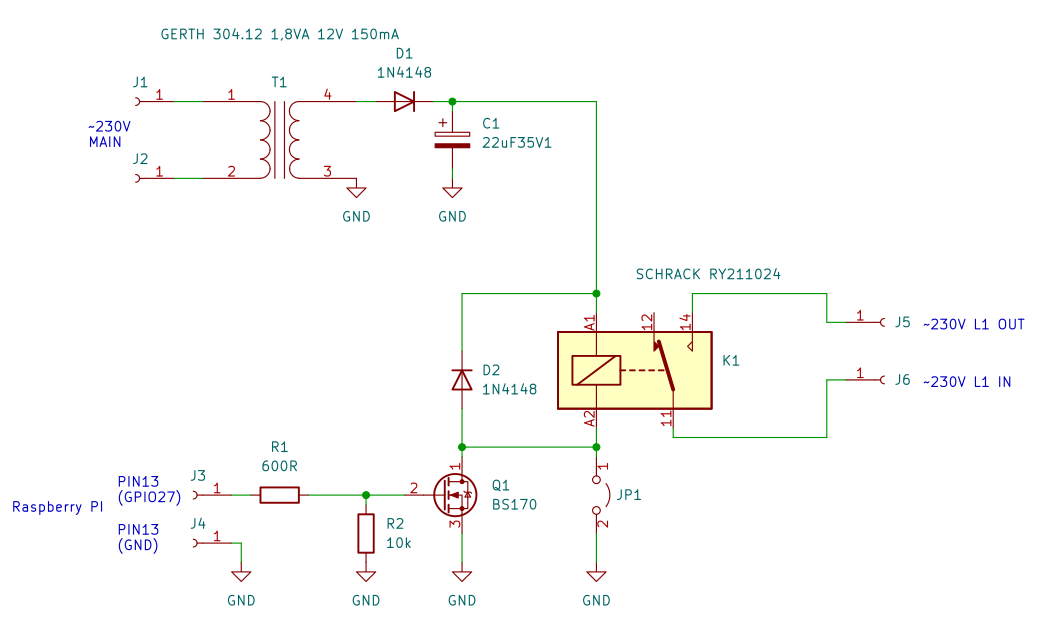 GERTH 304.12 1,8VA 12V 150mA
D1
1N4148
J1
1
1
T1
4
~230V
MAIN
+
C1
22uF35V1
J2
1
2
3
GND
GND
SCHRACK RY211024
A1
12
14
1
J5
~230V L1 OUT
K1
D2
1N4148
1
J6
~230V L1 IN
A2
11
R1
600R
J3
1
PIN13
(GPIO27)
Raspberry PI
J4
1
PIN13
(GND)
2
1
Q1
BS170
3
R2
10k
1
JP1
2
GND
GND
GND
GND